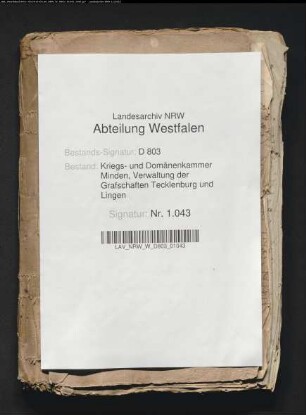 Landesarchiv NRW
Abteilung Westfalen
Bestands-Signatur: D 803
Bestand: Kriegs- und Domänenkammer
Minden, Verwaltung der
Grafschaften Tecklenburg und
Lingen
Signatur: Nr. 1.043
LAV_NRW_W_D803_01043